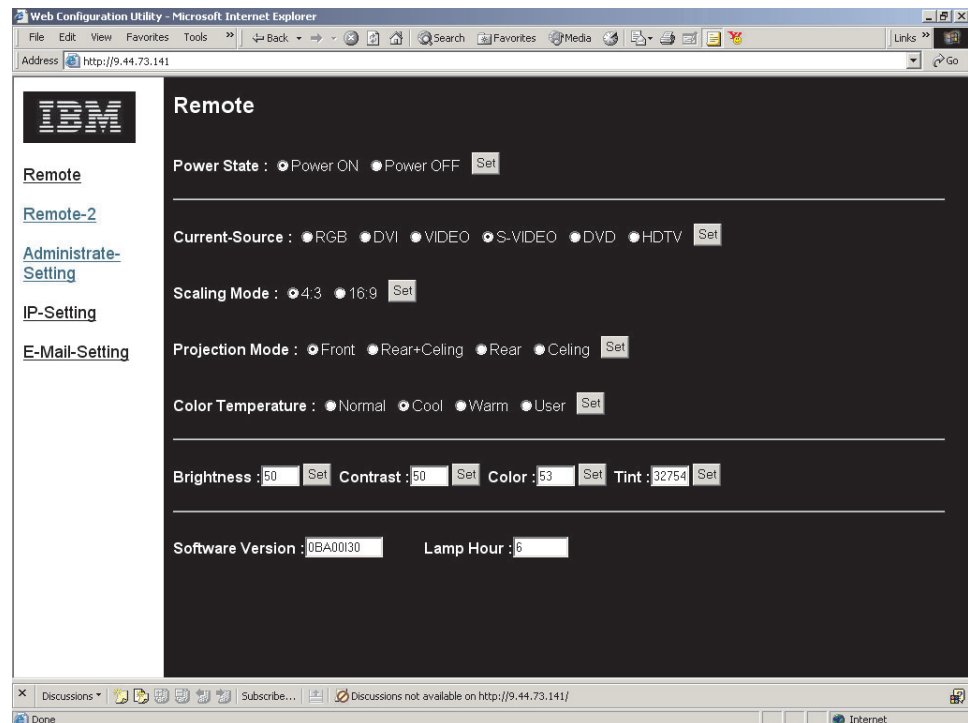 Web Configuration Utility - Microsoft Internet Explorer
File Edit View Favorites Tools » Back Search Favorites Media Links »
Address http://9.44.73.141 Go
IBM
Remote
Remote-2
Administrate-
Setting
IP-Setting
E-Mail-Setting
Remote
Power State : Power ON Power OFF Set
Current-Source : RGB DVI VIDEO S-VIDEO DVD HDTV Set
Scaling Mode : 4:3 16:9 Set
Projection Mode : Front Rear+Celing Rear Celing Set
Color Temperature : Normal Cool Warm User Set
Brightness : 50 Set Contrast : 50 Set Color : 53 Set Tint : 32754 Set
Software Version : 0BA00I30 Lamp Hour : 6
Discussions Subscribe... Discussions not available on http://9.44.73.141/
Done Internet